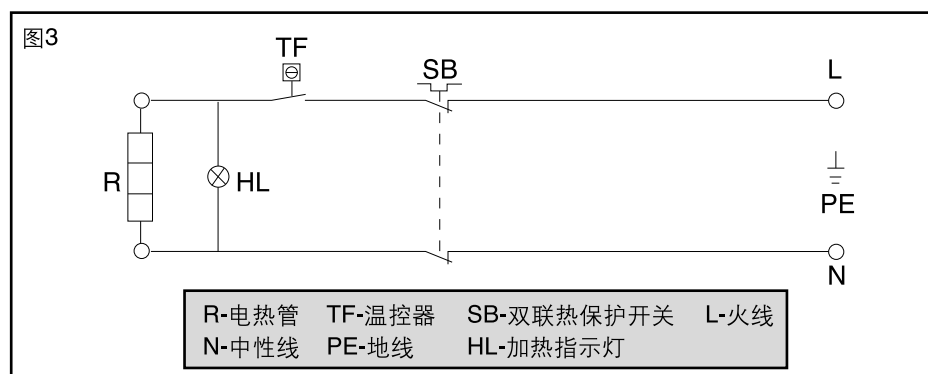 图3
TF
SB
L
R
HL
PE
N
R-电热管 TF-温控器 SB-双联热保护开关 L-火线
N-中性线 PE-地线 HL-加热指示灯